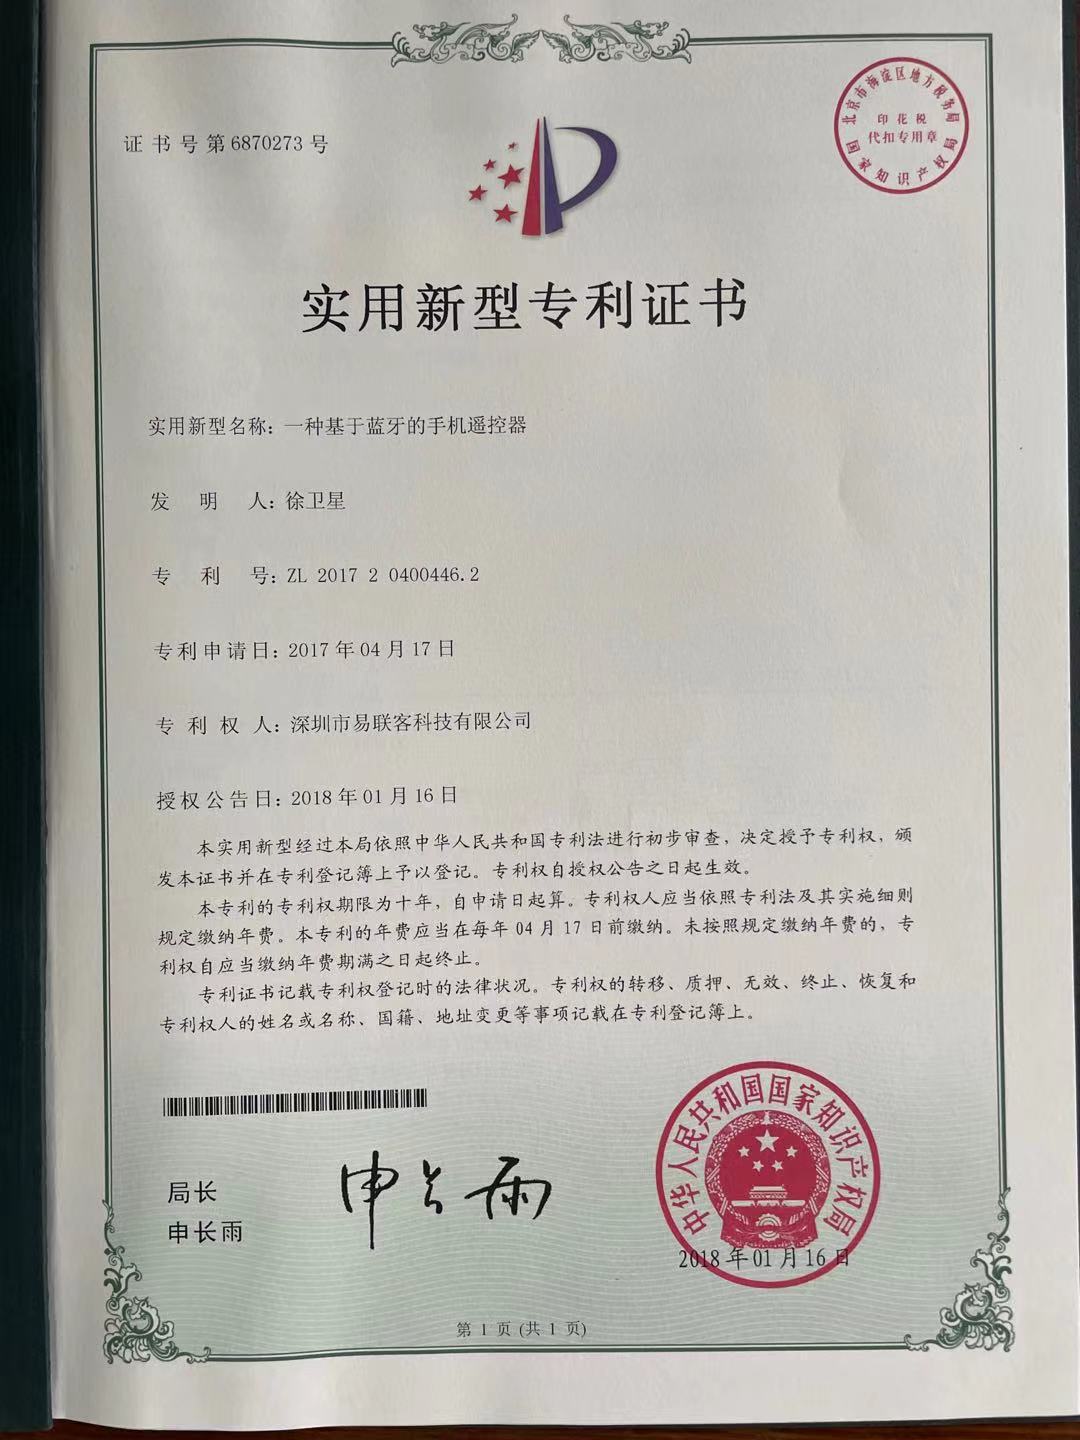 证书号第6870273号
北京市海淀区地方税务局
印花税
代扣专用章
国家知识产权局
实用新型专利证书
实用新型名称：一种基于蓝牙的手机遥控器
发明人：徐卫星
专利号：ZL 2017 2 0400446.2
专利申请日：2017年04月17日
专利权人：深圳市易联客科技有限公司
授权公告日：2018年01月16日
本实用新型经过本局依照中华人民共和国专利法进行初步审查，决定授予专利权，颁
发本证书并在专利登记簿上予以登记。专利权自授权公告之日起生效。
本专利的专利权期限为十年，自申请日起算。专利权人应当依照专利法及其实施细则
规定缴纳年费。本专利的年费应当在每年04月17日前缴纳。未按照规定缴纳年费的，专
利权自应当缴纳年费期满之日起终止。
专利证书记载专利权登记时的法律状况。专利权的转移、质押、无效、终止、恢复和
专利权人的姓名或名称、国籍、地址变更等事项记载在专利登记簿上。
局长
申长雨
申长雨
中华人民共和国国家知识产权局
2018年01月16日
第1页(共1页)